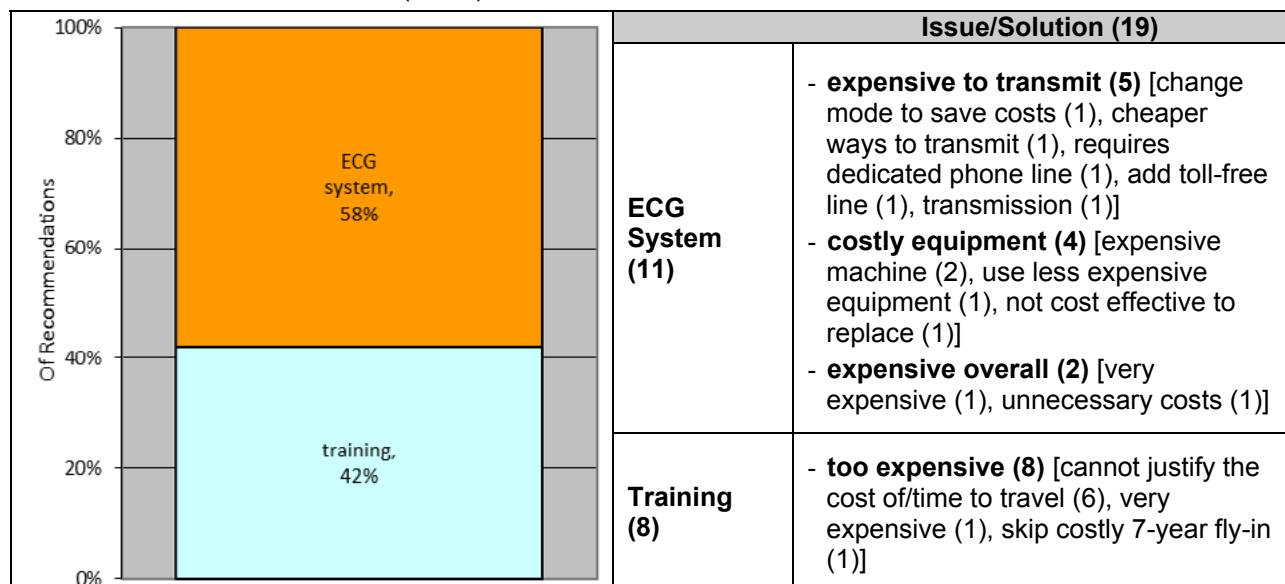 100%
80%
60%
40%
20%
0%
Of Recommendations
ECG
system,
58%
training,
42%
Issue/Solution (19)
ECG
System
(11)
- expensive to transmit (5) [change
mode to save costs (1), cheaper
ways to transmit (1), requires
dedicated phone line (1), add toll-free
line (1), transmission (1)]
- costly equipment (4) [expensive
machine (2), use less expensive
equipment (1), not cost effective to
replace (1)]
- expensive overall (2) [very
expensive (1), unnecessary costs (1)]
Training
(8)
- too expensive (8) [cannot justify the
cost of/time to travel (6), very
expensive (1), skip costly 7-year fly-in
(1)]